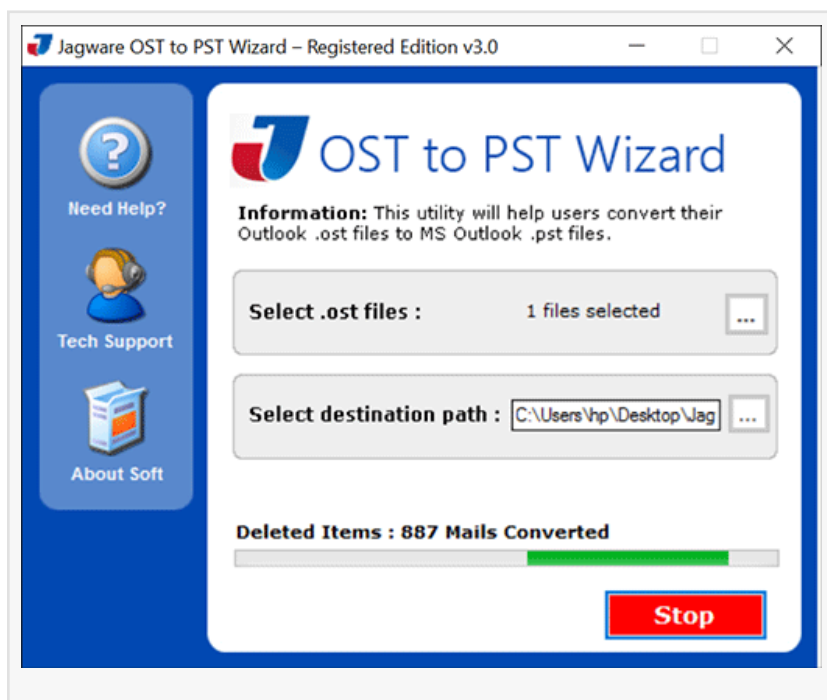 Jagware OST to PST Wizard – Registered Edition v3.0
Need Help?
Tech Support
About Soft
OST to PST Wizard
Information: This utility will help users convert their
Outlook .ost files to MS Outlook .pst files.
Select .ost files : 1 files selected ...
Select destination path : C:\Users\hp\Desktop\Jag ...
Deleted Items : 887 Mails Converted
Stop